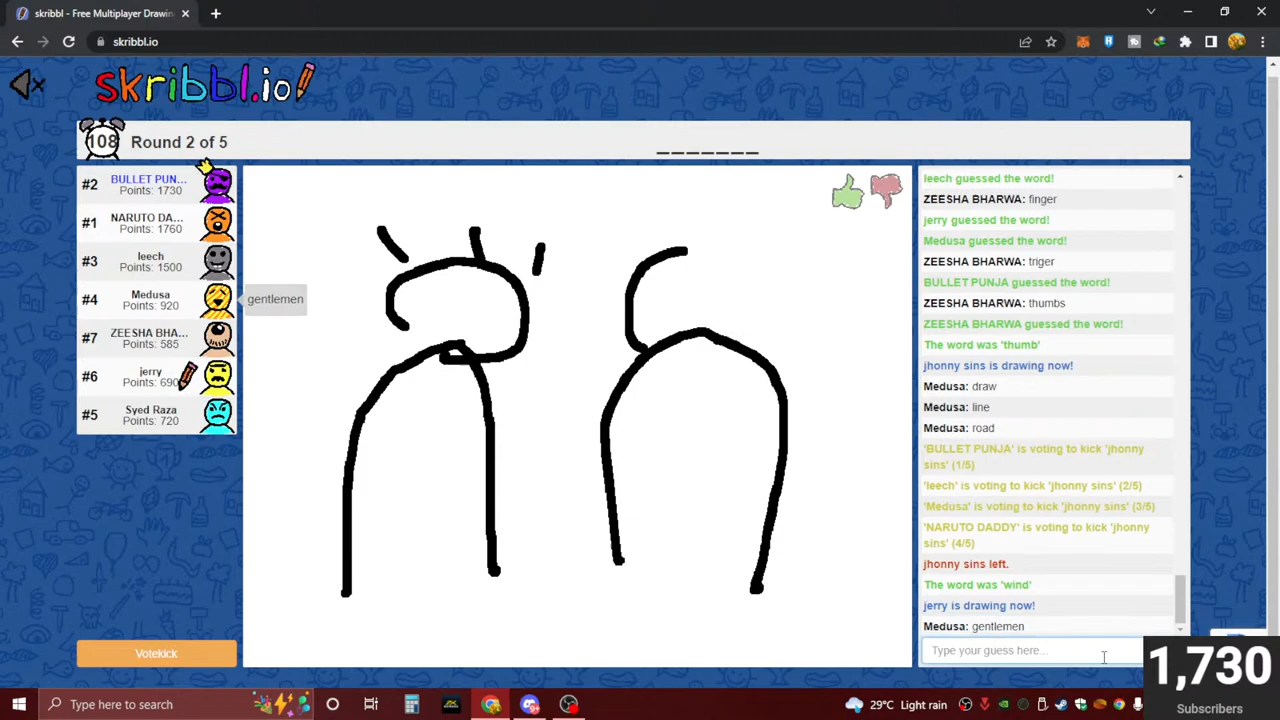 skribbl - Free Multiplayer Drawin
skribbl.io
skribbl.io
108
Round 2 of 5
_______
#2 BULLET PUN...
Points: 1730
#1 NARUTO DA...
Points: 1760
#3 leech
Points: 1500
#4 Medusa
Points: 920
#7 ZEESHA BHA...
Points: 585
#6 jerry
Points: 690
#5 Syed Raza
Points: 720
Votekick
gentlemen
leech guessed the word!
ZEESHA BHARWA: finger
jerry guessed the word!
Medusa guessed the word!
ZEESHA BHARWA: triger
BULLET PUNJA guessed the word!
ZEESHA BHARWA: thumbs
ZEESHA BHARWA guessed the word!
The word was 'thumb'
jhonny sins is drawing now!
Medusa: draw
Medusa: line
Medusa: road
'BULLET PUNJA' is voting to kick 'jhonny
sins' (1/5)
'leech' is voting to kick 'jhonny sins' (2/5)
'Medusa' is voting to kick 'jhonny sins' (3/5)
'NARUTO DADDY' is voting to kick 'jhonny
sins' (4/5)
jhonny sins left.
The word was 'wind'
jerry is drawing now!
Medusa: gentlemen
Type your guess here...
1,730
Subscribers
Type here to search
29°C Light rain